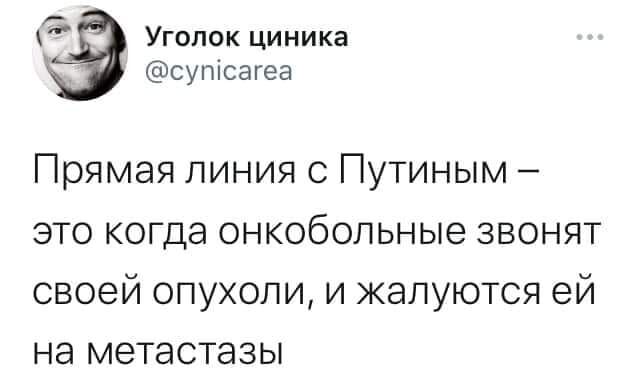 Уголок циника
@cynicarea
Прямая линия с Путиным –
это когда онкобольные звонят
своей опухоли, и жалуются ей
на метастазы